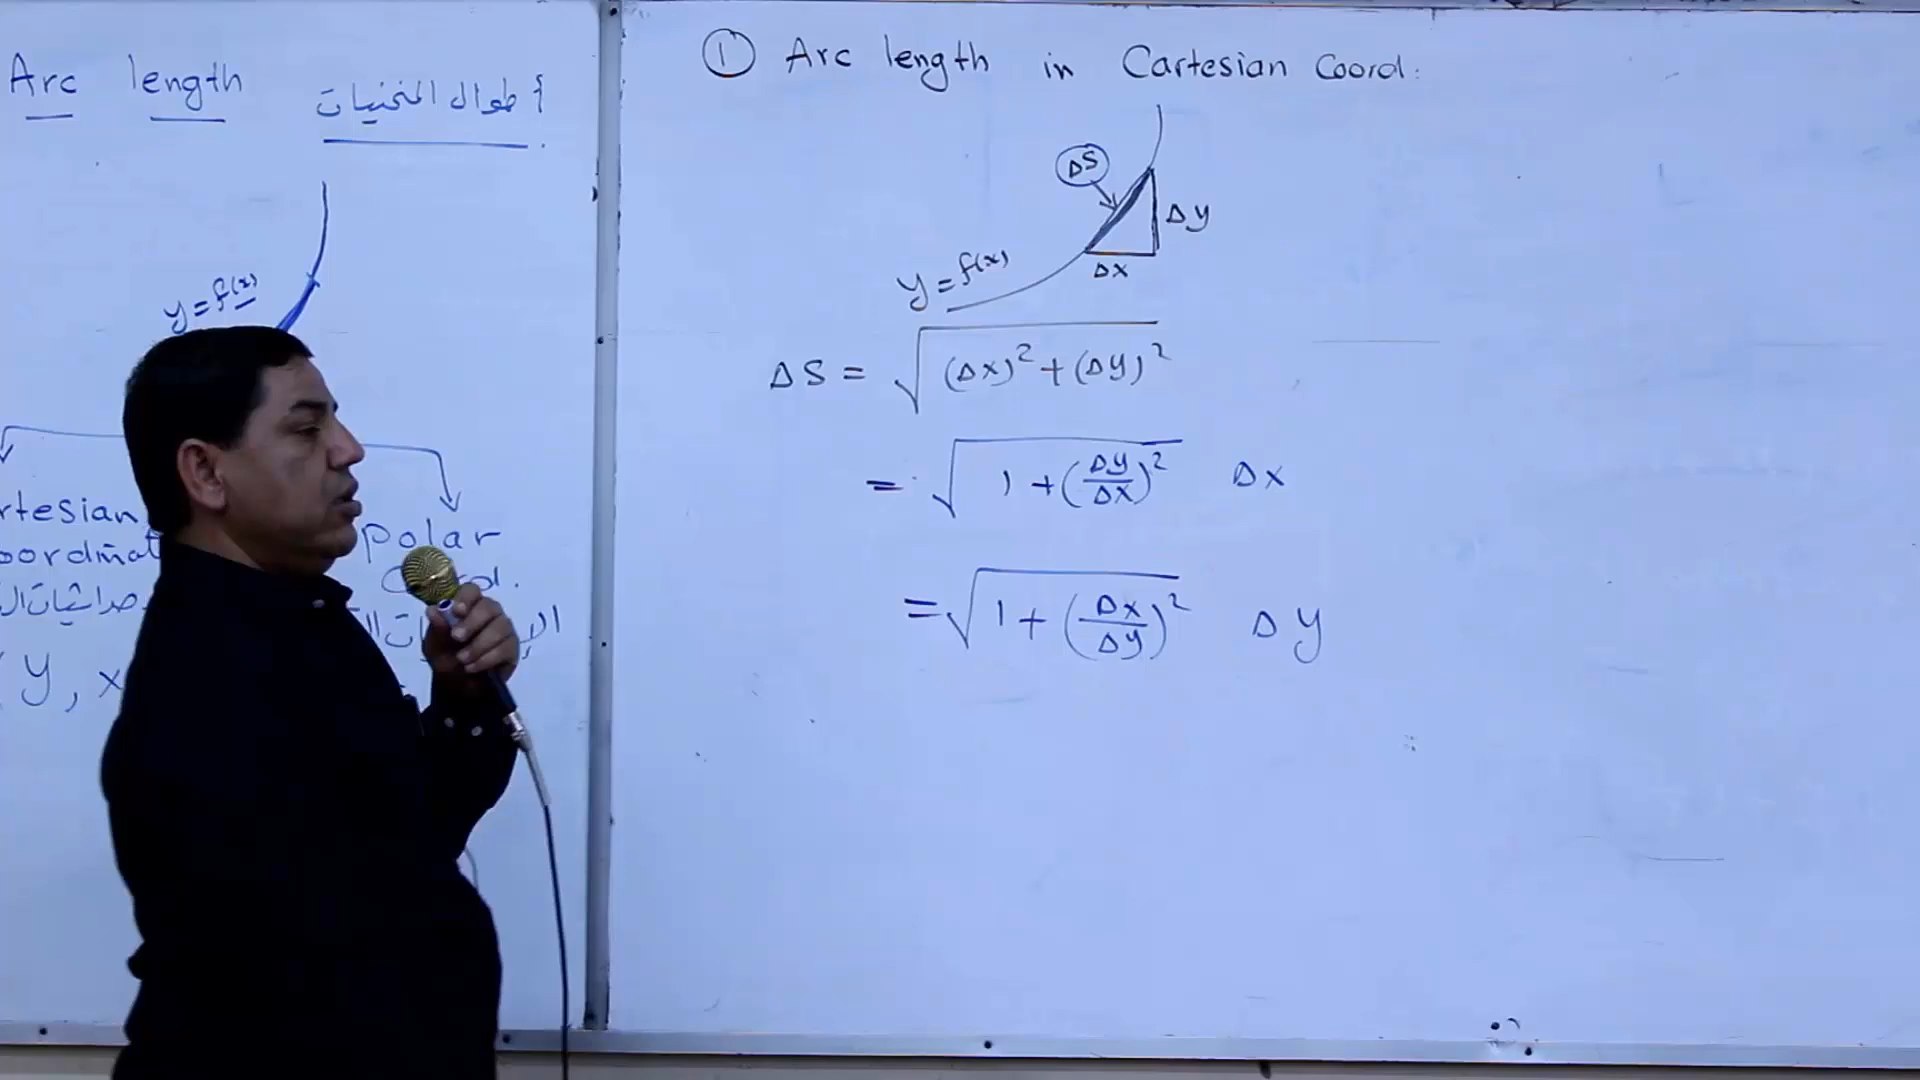 Arc length أطوال المنحنيات
y = f(x)
rtesian
oordinat
polar
y, x
① Arc length in Cartesian Coord.
ΔS
Δy
Δx
y = f(x)
ΔS = √((Δx)² + (Δy)²)
= √(1 + (Δy/Δx)²) Δx
= √(1 + (Δx/Δy)²) Δy